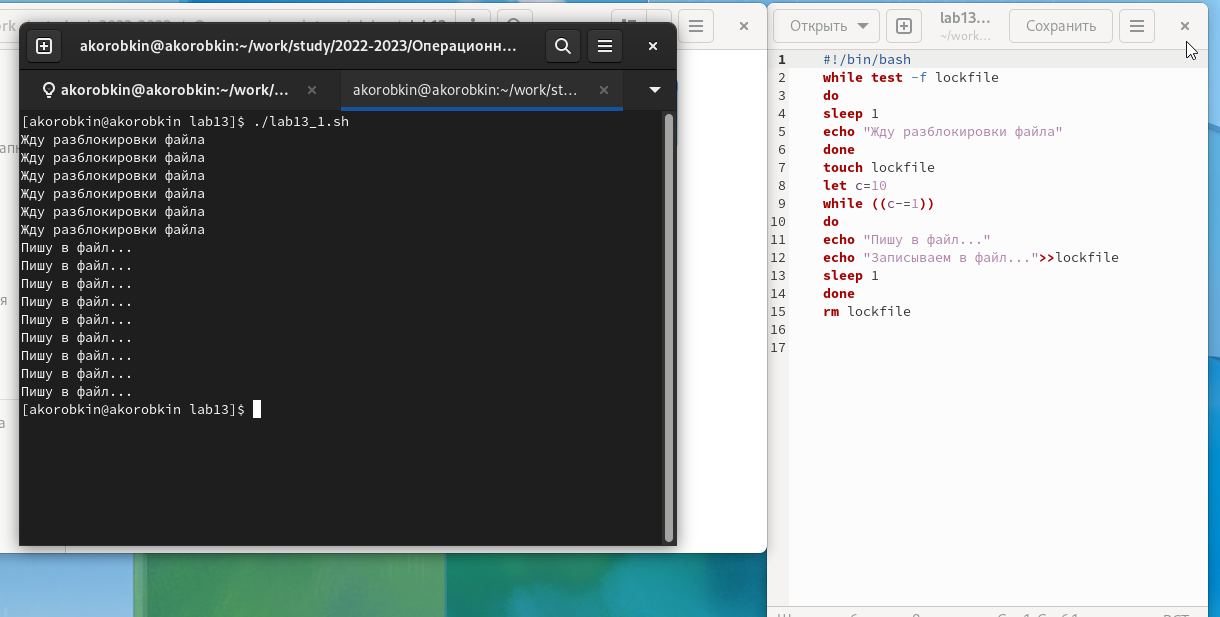 akorobkin@akorobkin:~/work/study/2022-2023/Операционн...
akorobkin@akorobkin:~/work/...
akorobkin@akorobkin:~/work/st...
[akorobkin@akorobkin lab13]$ ./lab13_1.sh
Жду разблокировки файла
Жду разблокировки файла
Жду разблокировки файла
Жду разблокировки файла
Жду разблокировки файла
Жду разблокировки файла
Пишу в файл...
Пишу в файл...
Пишу в файл...
Пишу в файл...
Пишу в файл...
Пишу в файл...
Пишу в файл...
Пишу в файл...
Пишу в файл...
[akorobkin@akorobkin lab13]$
Открыть
lab13...
~/work...
Сохранить
1 #!/bin/bash
2 while test -f lockfile
3 do
4 sleep 1
5 echo "Жду разблокировки файла"
6 done
7 touch lockfile
8 let c=10
9 while ((c-=1))
10 do
11 echo "Пишу в файл..."
12 echo "Записываем в файл...">>lockfile
13 sleep 1
14 done
15 rm lockfile
16
17